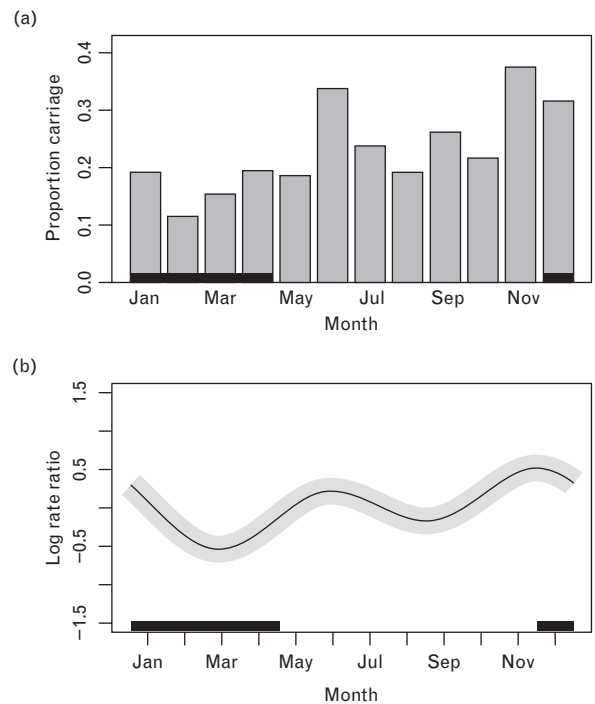 (a)
Proportion carriage
0.4
0.3
0.2
0.1
0.0
Jan Mar May Jul Sep Nov
Month
(b)
Log rate ratio
1.5
0.5
−0.5
−1.5
Jan Mar May Jul Sep Nov
Month